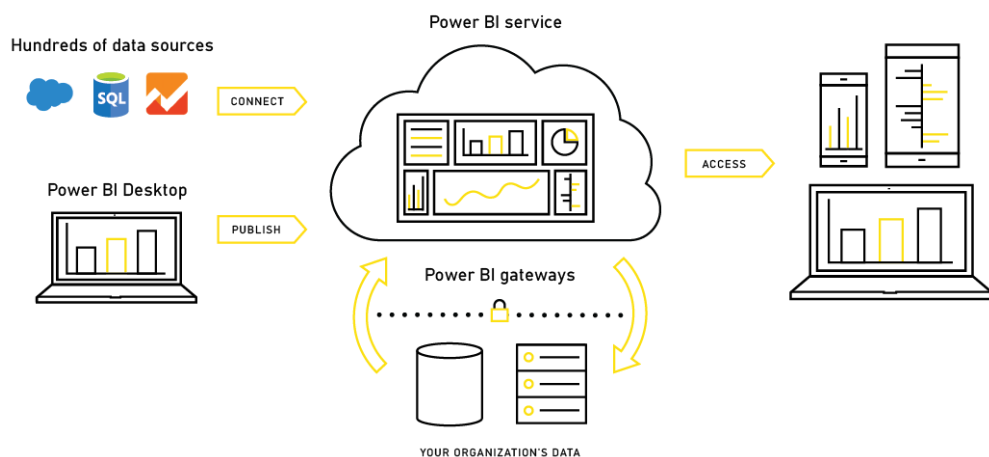 Power BI service
Hundreds of data sources
SQL
CONNECT
ACCESS
Power BI Desktop
PUBLISH
Power BI gateways
YOUR ORGANIZATION'S DATA